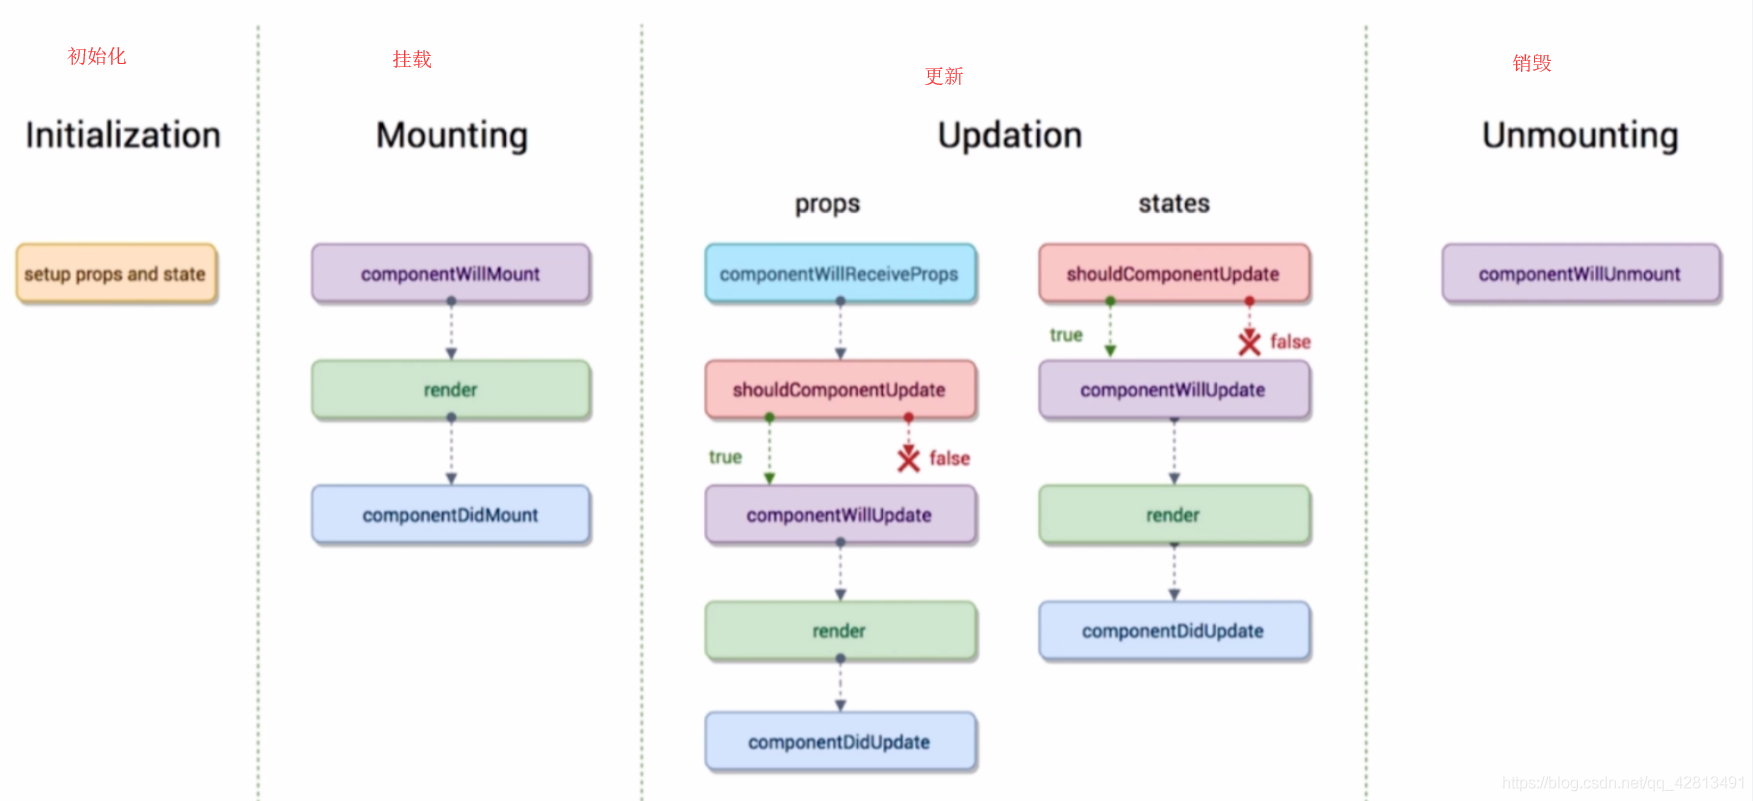 初始化
挂载
更新
销毁
Initialization
Mounting
Updation
Unmounting
props
states
setup props and state
componentWillMount
render
componentDidMount
componentWillReceiveProps
shouldComponentUpdate
true
false
componentWillUpdate
render
componentDidUpdate
shouldComponentUpdate
true
false
componentWillUpdate
render
componentDidUpdate
componentWillUnmount
https://blog.csdn.net/qq_42813491